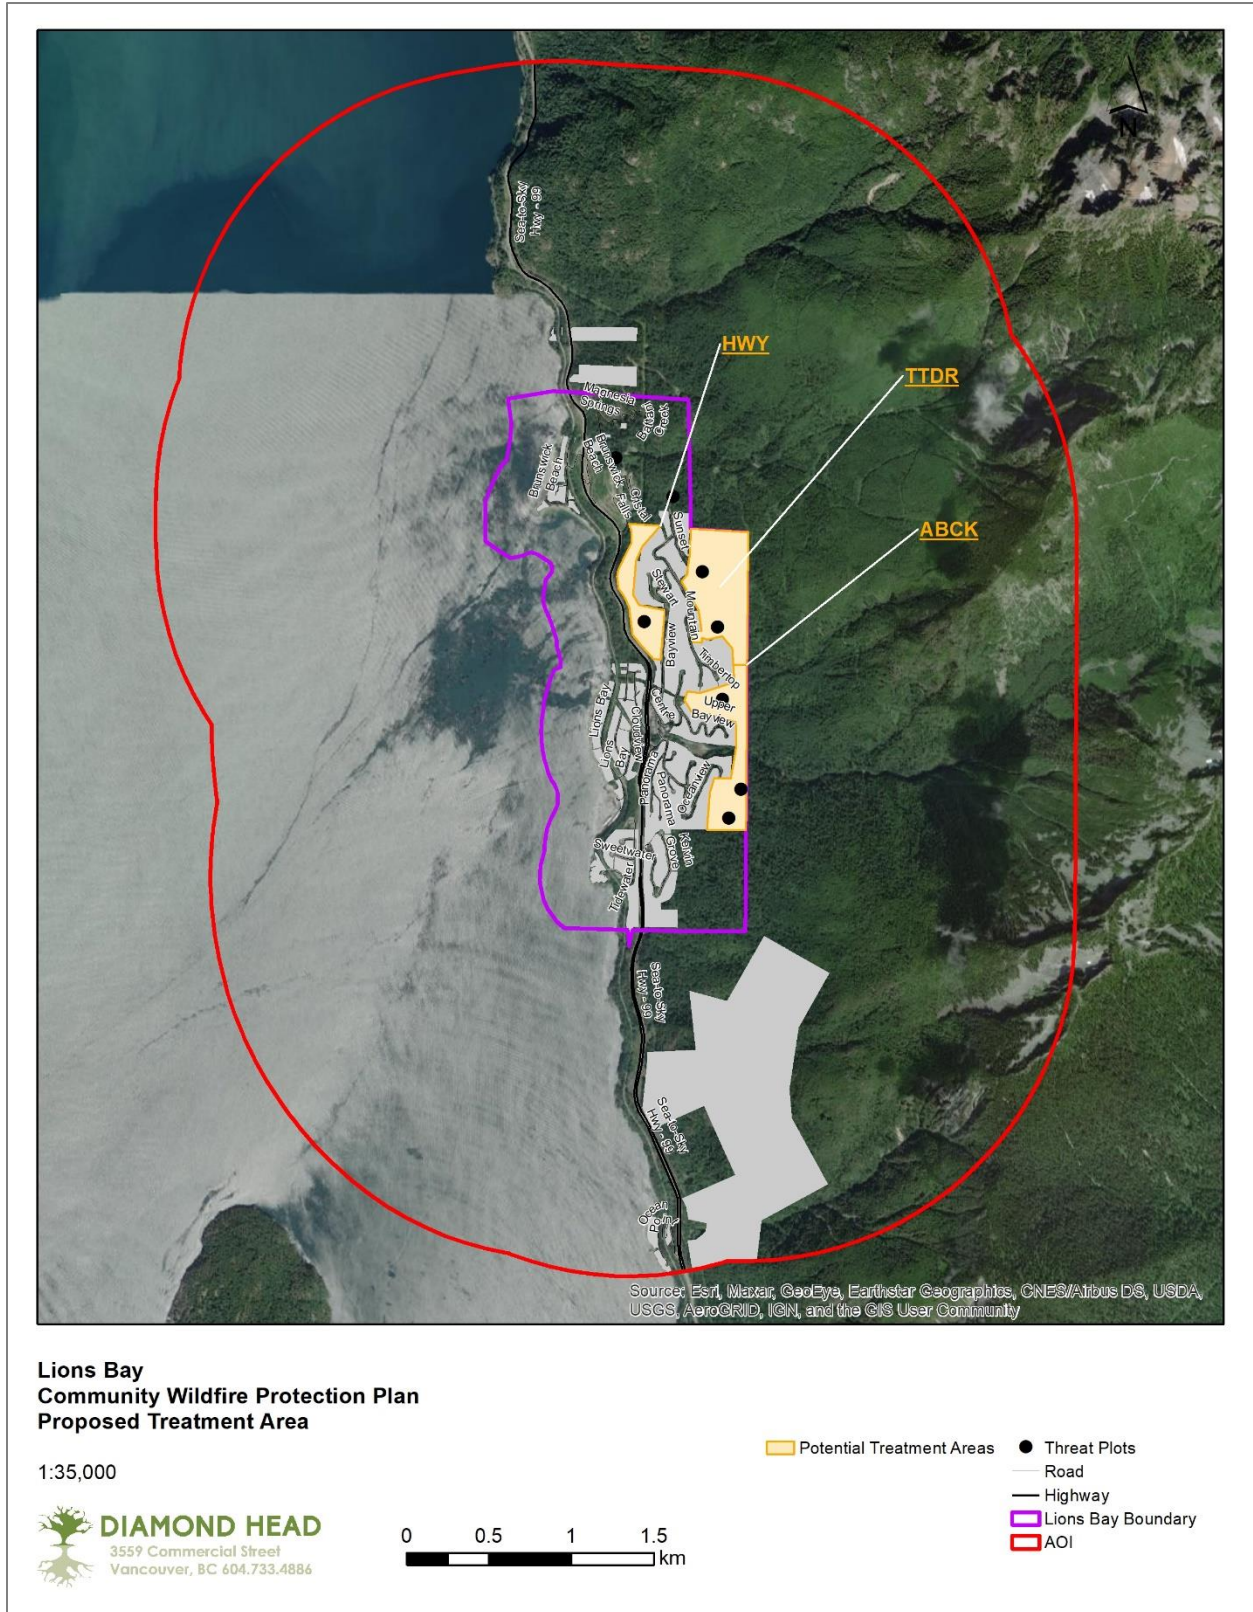 N
Sea-to-Sky
Hwy - 99
HWY
TTDR
ABCK
Magnesia
Springs
Battani
Creek
Brunswick
Beach
Brunswick
Beach
Cristal
Falls
Sunset
Stewart
Mountain
Bayview
Timbertop
Upper
Bayview
Centre
Lions Bay
Lions
Bay
Cloudview
Panorama
Panorama
Oceanview
Sweetwater
Kelvin
Grove
Tidewater
Sea-to-Sky
Hwy - 99
Sea-to-Sky
Hwy - 99
Ocean
Point
Source: Esri, Maxar, GeoEye, Earthstar Geographics, CNES/Airbus DS, USDA,
USGS, AeroGRID, IGN, and the GIS User Community
Lions Bay
Community Wildfire Protection Plan
Proposed Treatment Area
1:35,000
DIAMOND HEAD
3559 Commercial Street
Vancouver, BC 604.733.4886
0 0.5 1 1.5
km
Potential Treatment Areas
Threat Plots
Road
Highway
Lions Bay Boundary
AOI